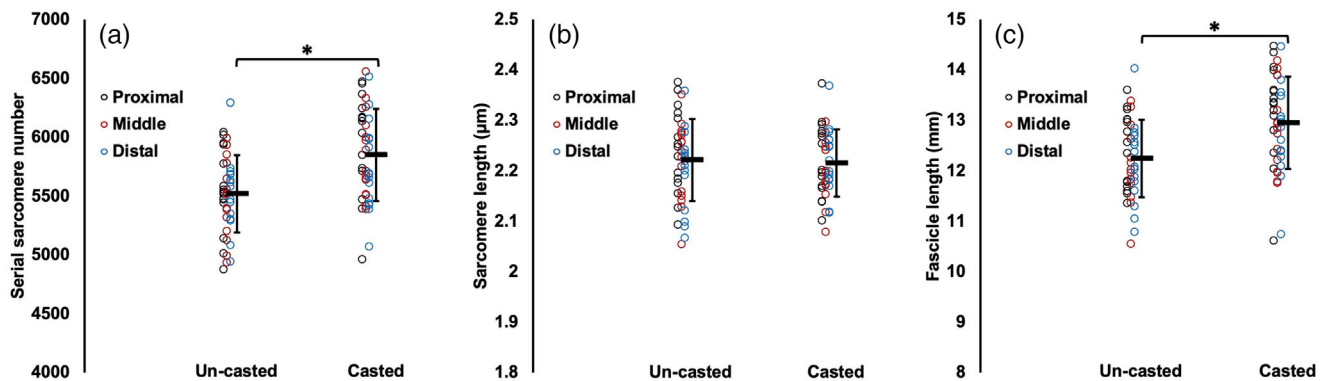 (a)
Serial sarcomere number
7000
6500
6000
5500
5000
4500
4000
Proximal
Middle
Distal
*
Un-casted
Casted
(b)
Sarcomere length (µm)
2.5
2.4
2.3
2.2
2.1
2
1.9
1.8
Proximal
Middle
Distal
Un-casted
Casted
(c)
Fascicle length (mm)
15
14
13
12
11
10
9
8
Proximal
Middle
Distal
*
Un-casted
Casted